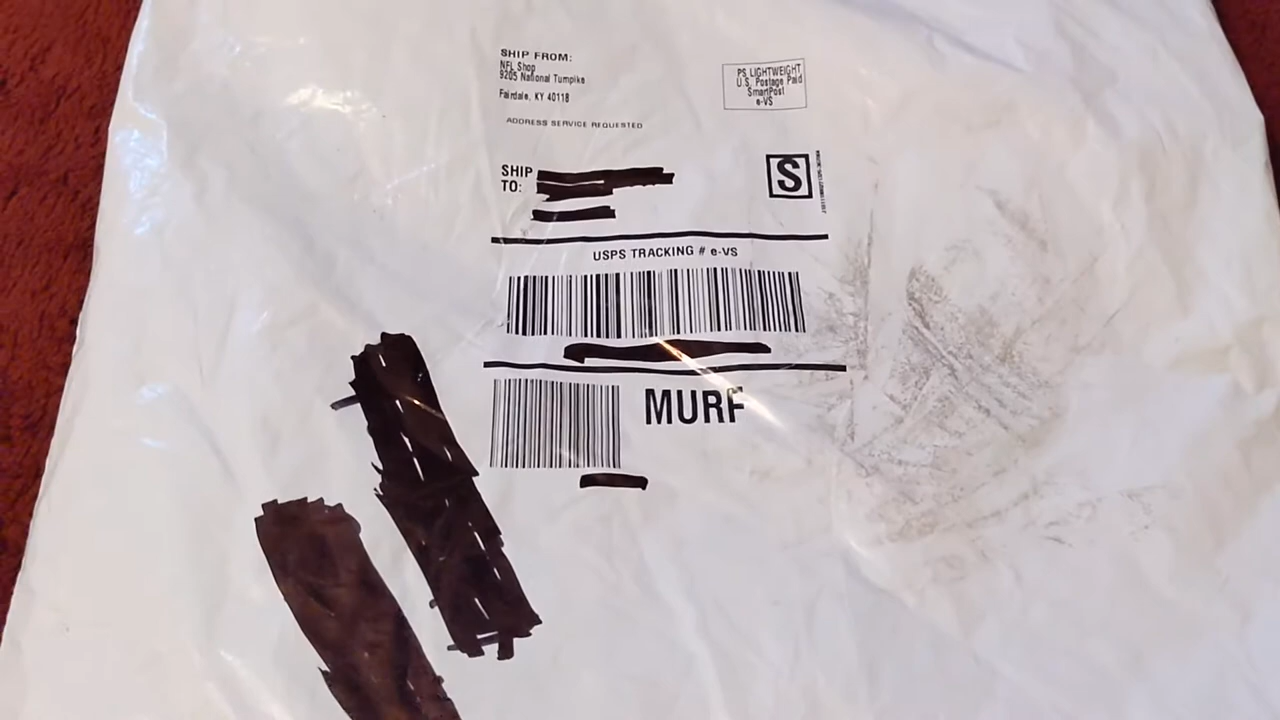 SHIP FROM:
NFL Shop
9205 National Turnpike
Fairdale, KY 40118
ADDRESS SERVICE REQUESTED
PS LIGHTWEIGHT
U.S. Postage Paid
SmartPost
e-VS
SHIP
TO:
S
USPS TRACKING # e-VS
MURF